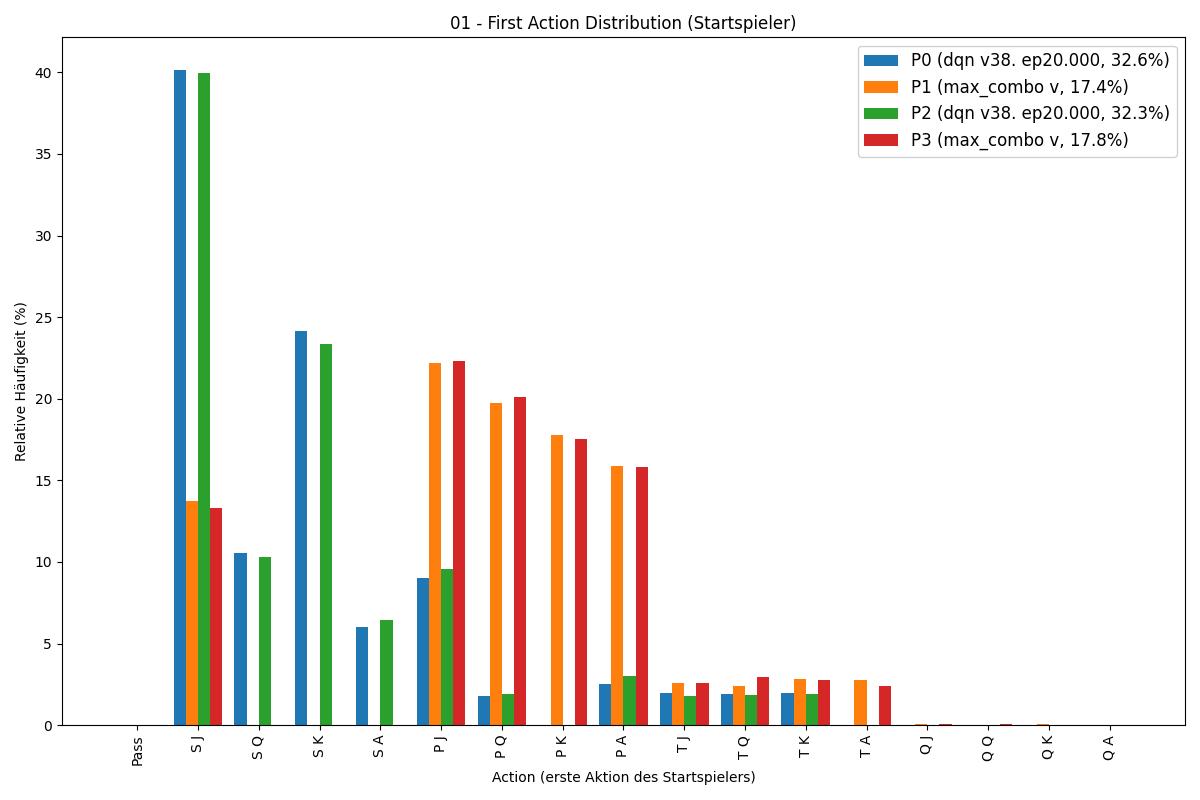 01 - First Action Distribution (Startspieler)
P0 (dqn v38. ep20.000, 32.6%)
P1 (max_combo v, 17.4%)
P2 (dqn v38. ep20.000, 32.3%)
P3 (max_combo v, 17.8%)
Relative Häufigkeit (%)
40
35
30
25
20
15
10
5
0
Pass
S J
S Q
S K
S A
P J
P Q
P K
P A
T J
T Q
T K
T A
Q J
Q Q
Q K
Q A
Action (erste Aktion des Startspielers)